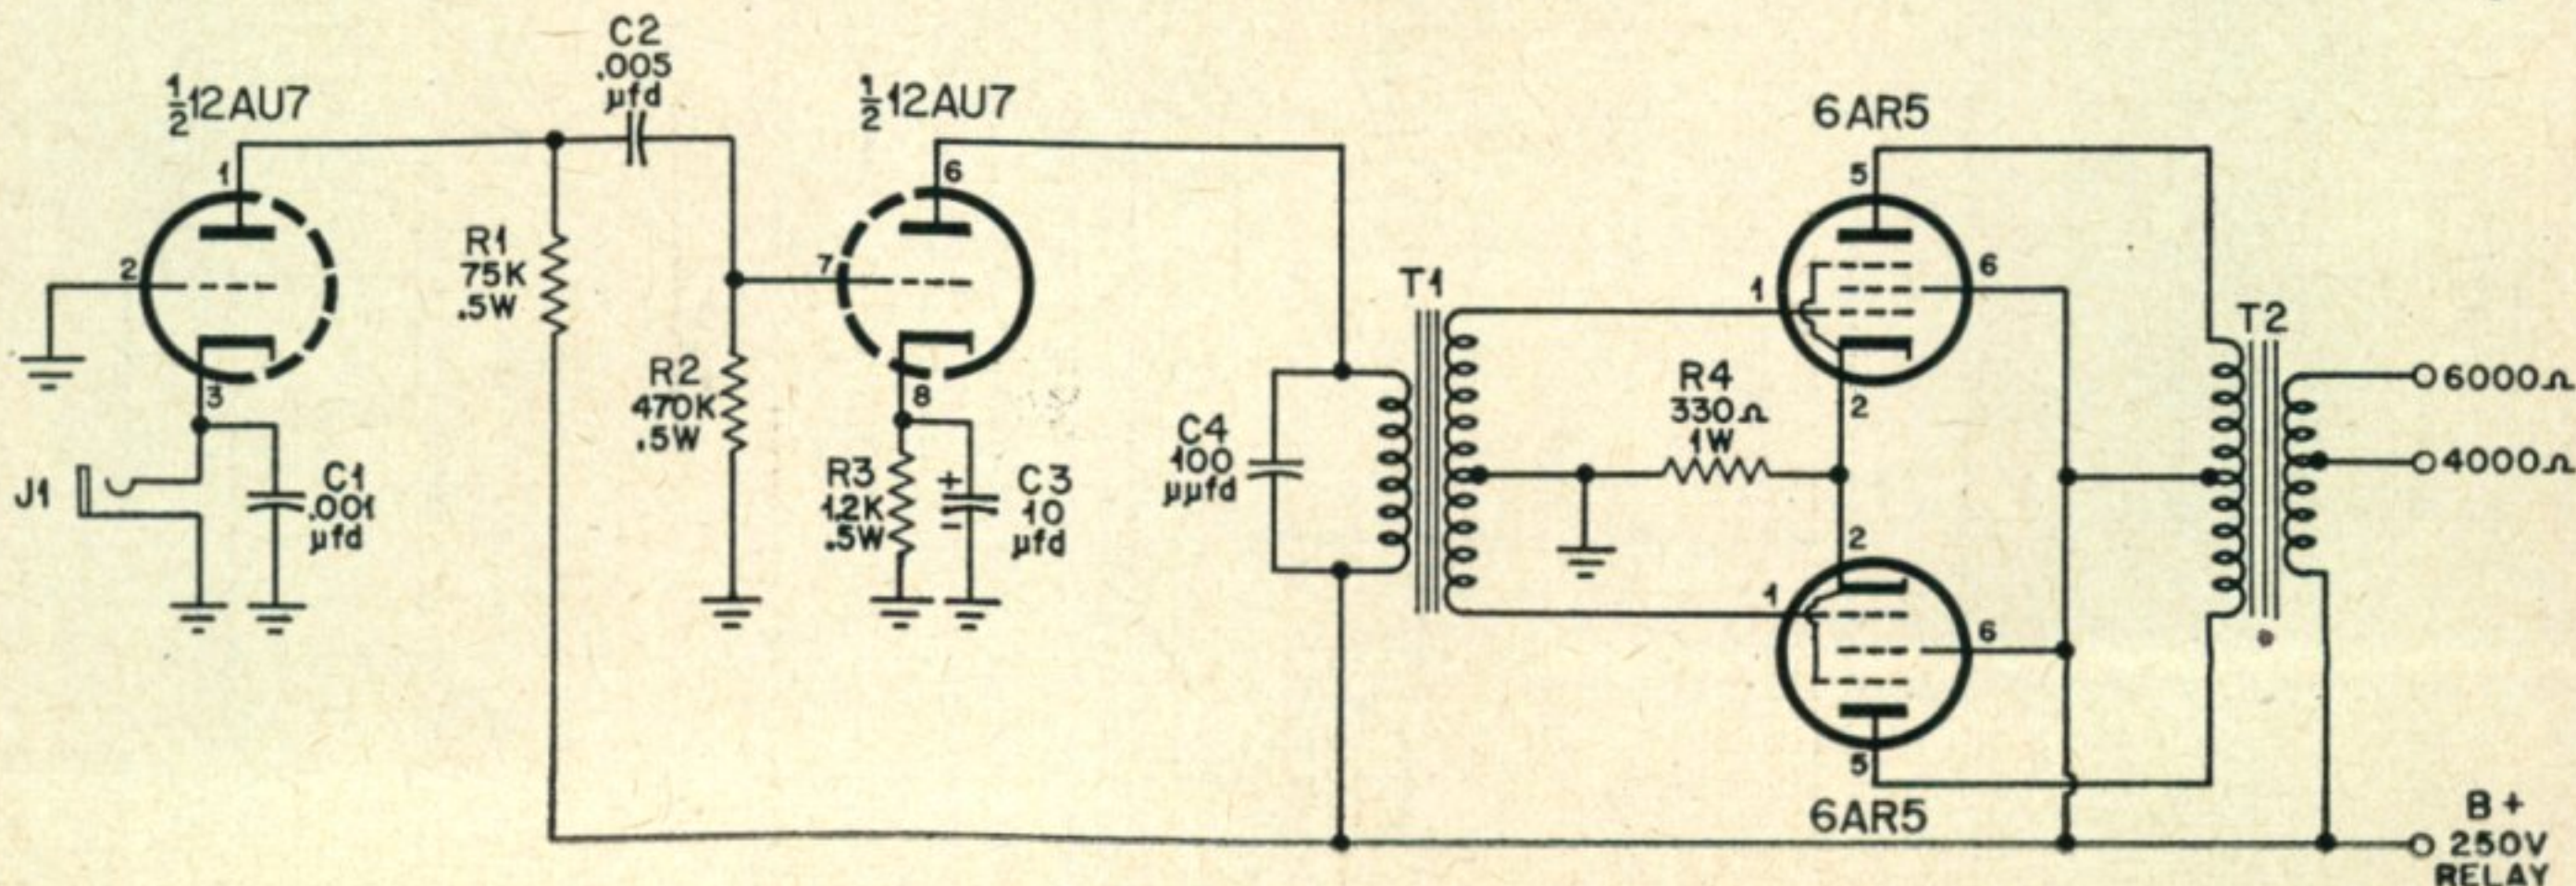 C2
.005
µfd
½12AU7
½12AU7
6AR5
1
6
5
R1
75K
.5W
2
7
6
1
T1
T2
R2
470K
.5W
R4
330Ω
1W
6000Ω
3
8
2
C4
100
µµfd
4000Ω
J1
C1
.001
µfd
R3
1.2K
.5W
+
-
C3
10
µfd
2
1
6
5
6AR5
B+
250V
RELAY